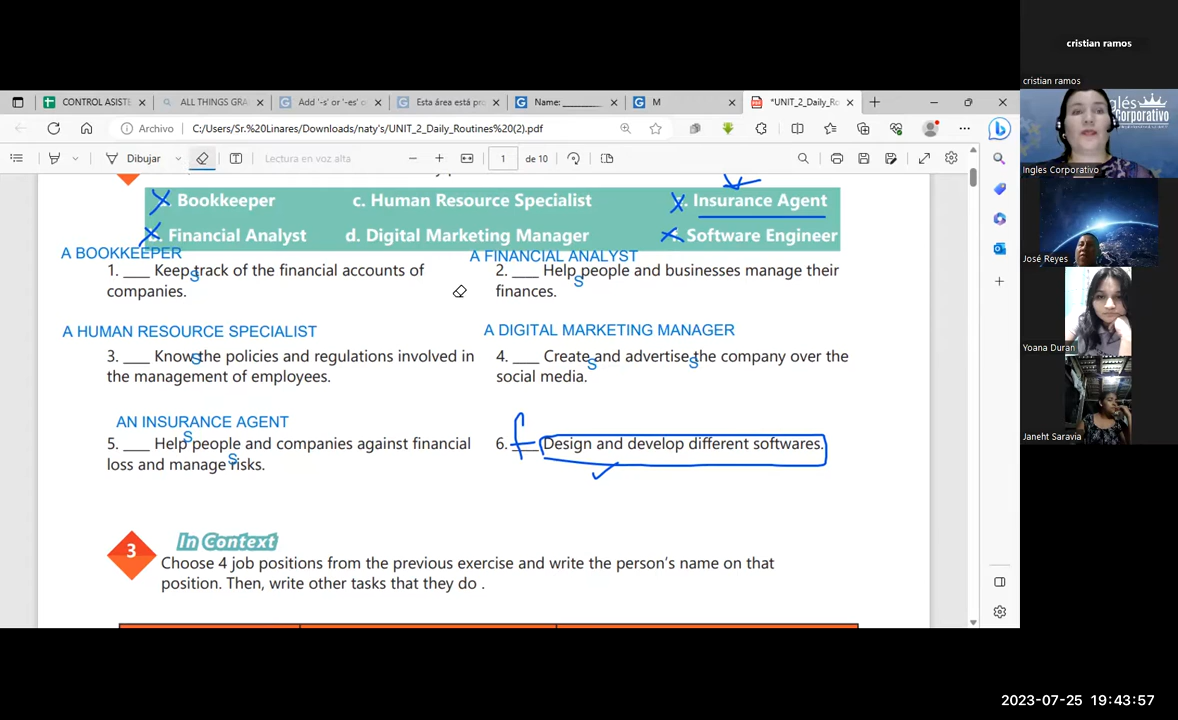 cristian ramos
cristian ramos
CONTROL ASISTE
ALL THINGS GRA
Add '-s' or '-es' o
Esta área está pro
Name: ________
M
*UNIT_2_Daily_Ro
Archivo
C:/Users/Sr.%20Linares/Downloads/naty's/UNIT_2_Daily_Routines%20(2).pdf
Dibujar
Lectura en voz alta
1
de 10
Ingles Corporativo
José Reyes
Yoana Duran
Janeht Saravia
Bookkeeper c. Human Resource Specialist Insurance Agent
Financial Analyst d. Digital Marketing Manager Software Engineer
A BOOKKEEPER
1. ___ Keep s track of the financial accounts of
companies.
A FINANCIAL ANALYST
2. ___ Help s people and businesses manage their
finances.
A HUMAN RESOURCE SPECIALIST
3. ___ Know s the policies and regulations involved in
the management of employees.
A DIGITAL MARKETING MANAGER
4. ___ Create s and advertise s the company over the
social media.
AN INSURANCE AGENT
5. ___ Help s people and companies against financial
loss and manage s risks.
6. f Design and develop different softwares.
3
In Context
Choose 4 job positions from the previous exercise and write the person's name on that
position. Then, write other tasks that they do .
2023-07-25 19:43:57